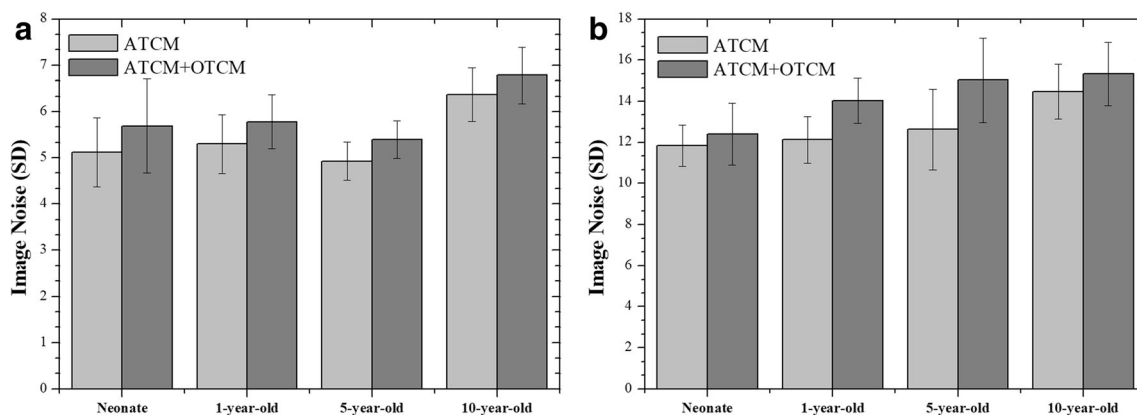 a
8
7
6
5
4
3
2
1
0
Image Noise (SD)
ATCM
ATCM+OTCM
Neonate 1-year-old 5-year-old 10-year-old
b
18
16
14
12
10
8
6
4
2
0
Image Noise (SD)
ATCM
ATCM+OTCM
Neonate 1-year-old 5-year-old 10-year-old